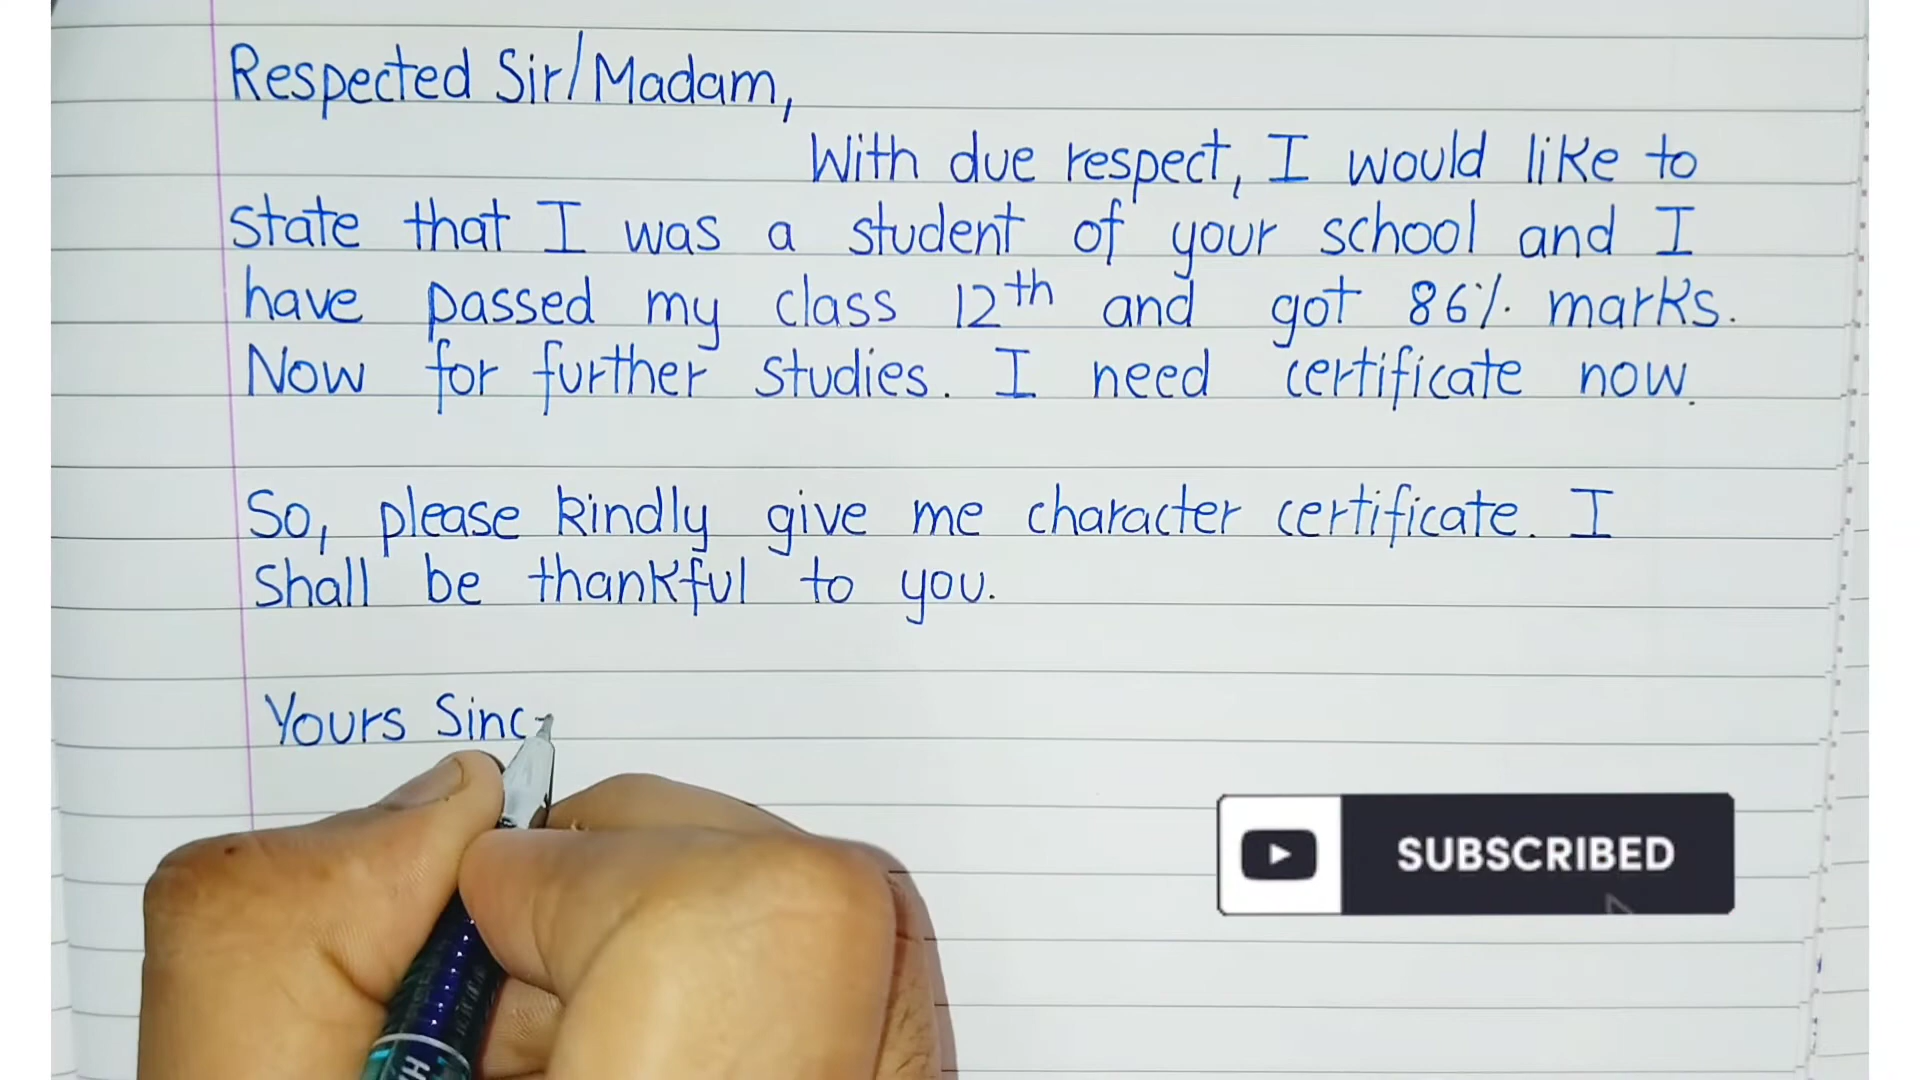 Respected Sir/Madam,
With due respect, I would like to
state that I was a student of your school and I
have passed my class 12th and got 86% marks.
Now for further studies. I need certificate now.
So, please kindly give me character certificate. I
shall be thankful to you.
Yours Sinc
SUBSCRIBED